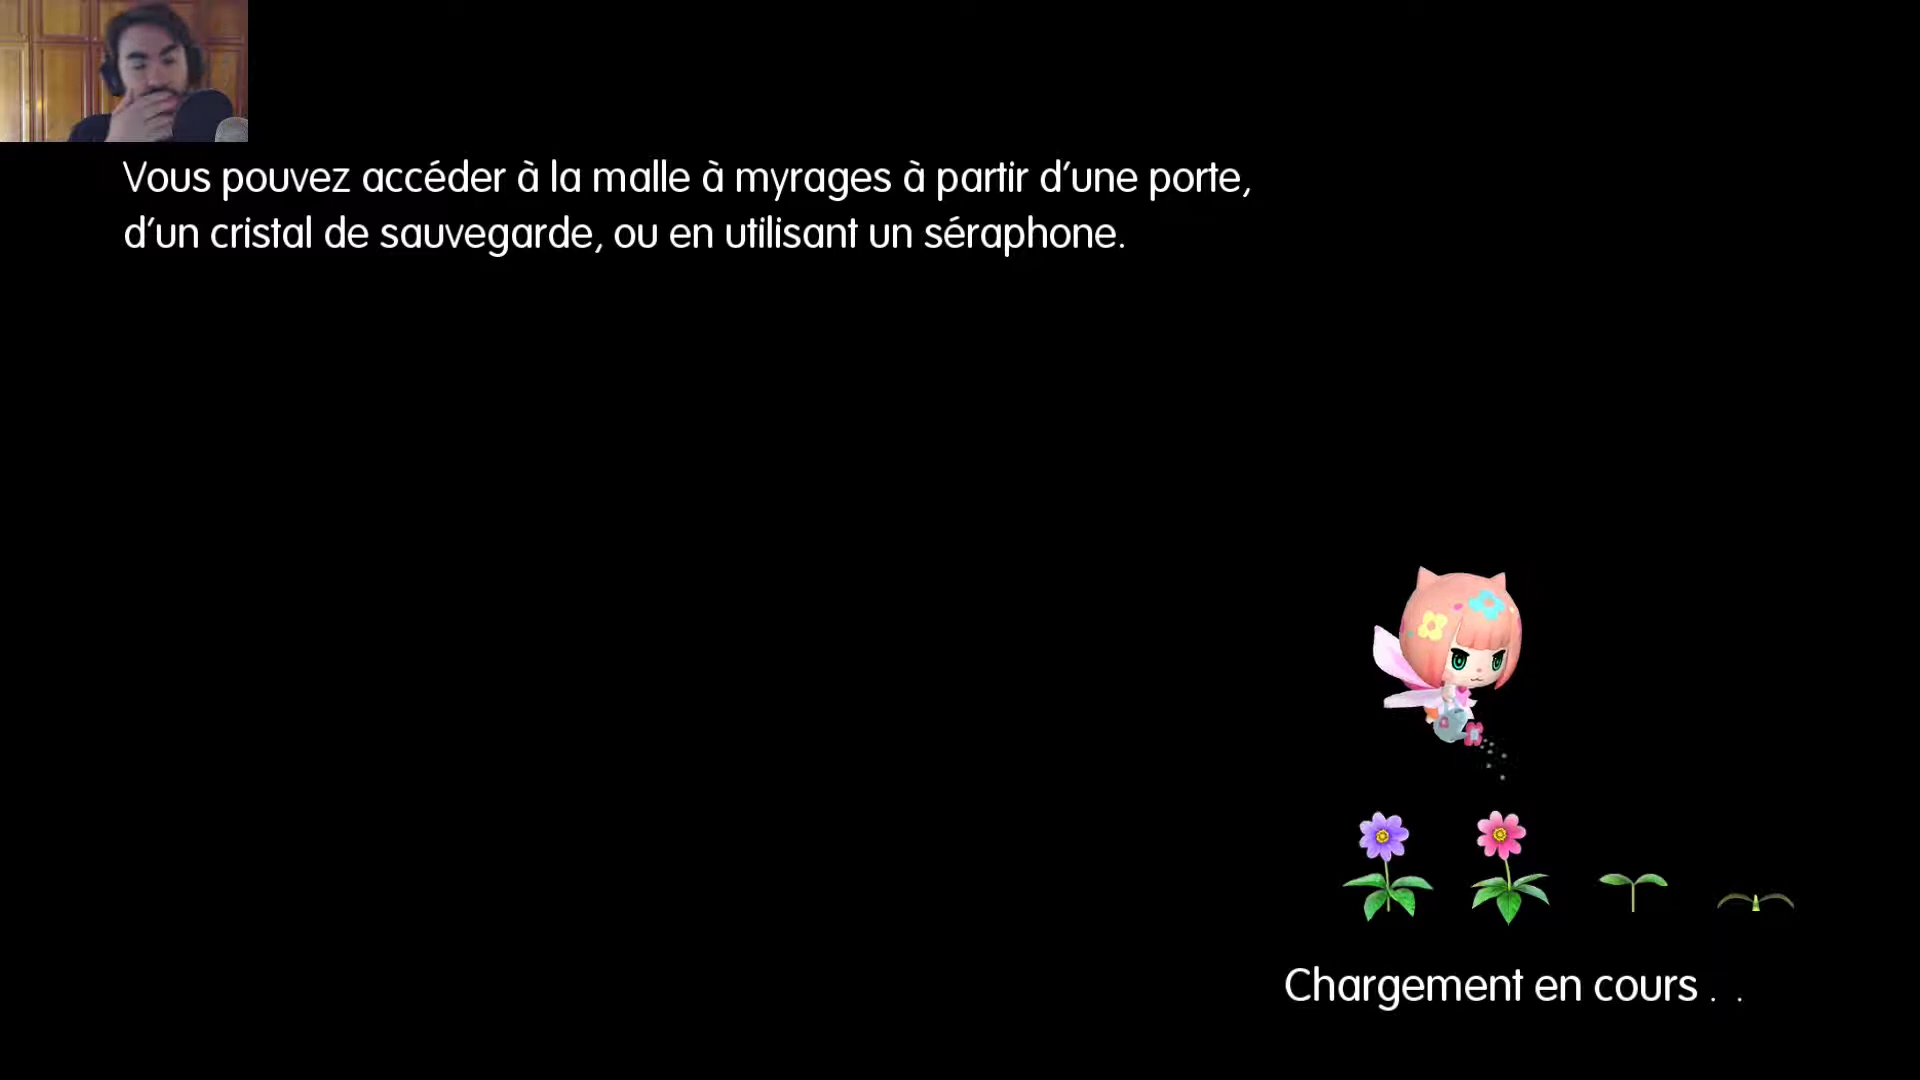 Vous pouvez accéder à la malle à myrages à partir d'une porte,
d'un cristal de sauvegarde, ou en utilisant un séraphone.
Chargement en cours . .